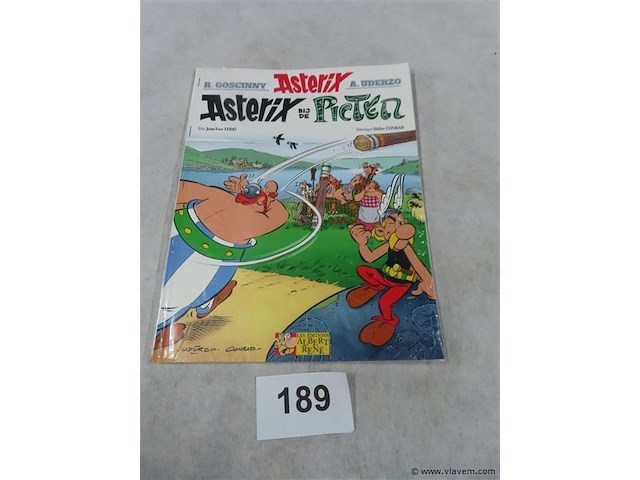 R. GOSCINNY Asterix A. UDERZO
Asterix BIJ DE PICTEN
Tekst Jean-Yves FERRI Tekeningen Didier CONRAD
UDERZO. CONRAD.
LES EDITIONS
ALBERT
RENE
189
© www.vlavem.com